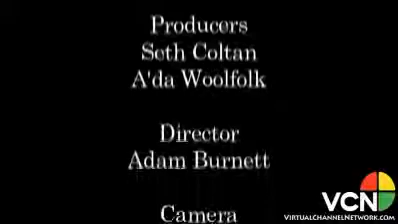 Producers
Seth Coltan
A'da Woolfolk
Director
Adam Burnett
Camera
VCN
VIRTUALCHANNELNETWORK.COM